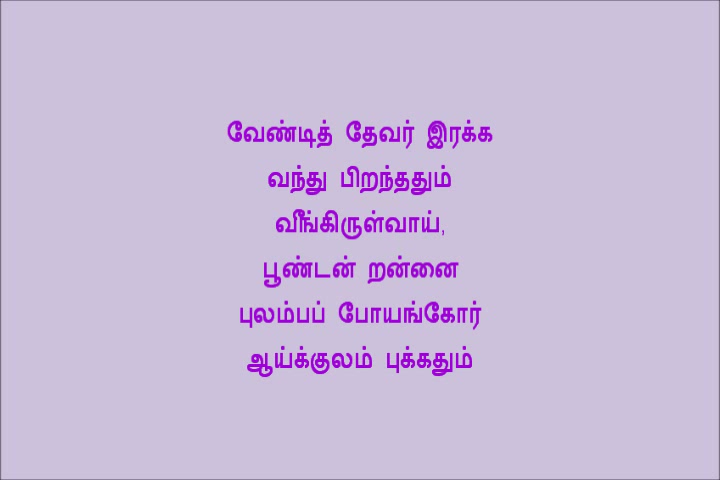 வேண்டித் தேவர் இரக்க
வந்து பிறந்ததும்
வீங்கிருள்வாய்,
பூண்டன் றன்னை
புலம்பப் போயங்கோர்
ஆய்க்குலம் புக்கதும்